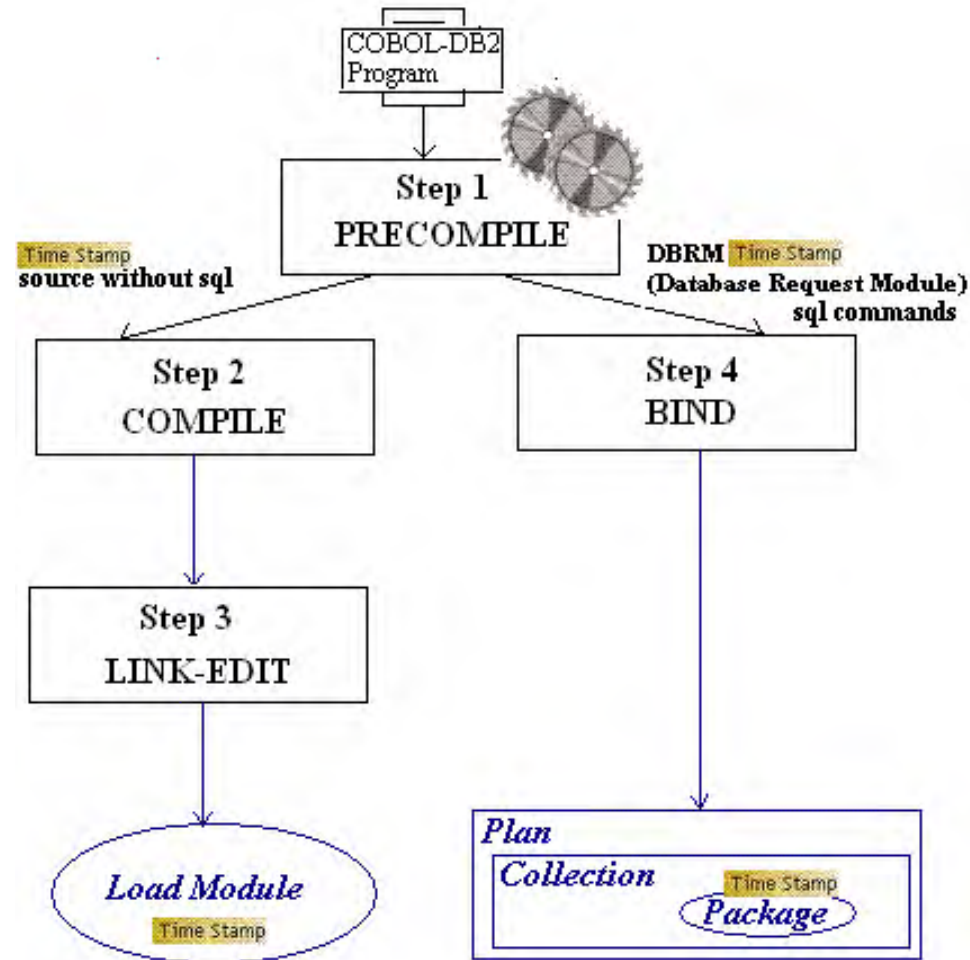 COBOL-DB2
Program
Step 1
PRECOMPILE
Time Stamp
source without sql
DBRM Time Stamp
(Database Request Module)
sql commands
Step 2
COMPILE
Step 4
BIND
Step 3
LINK-EDIT
Load Module
Time Stamp
Plan
Collection
Time Stamp
Package